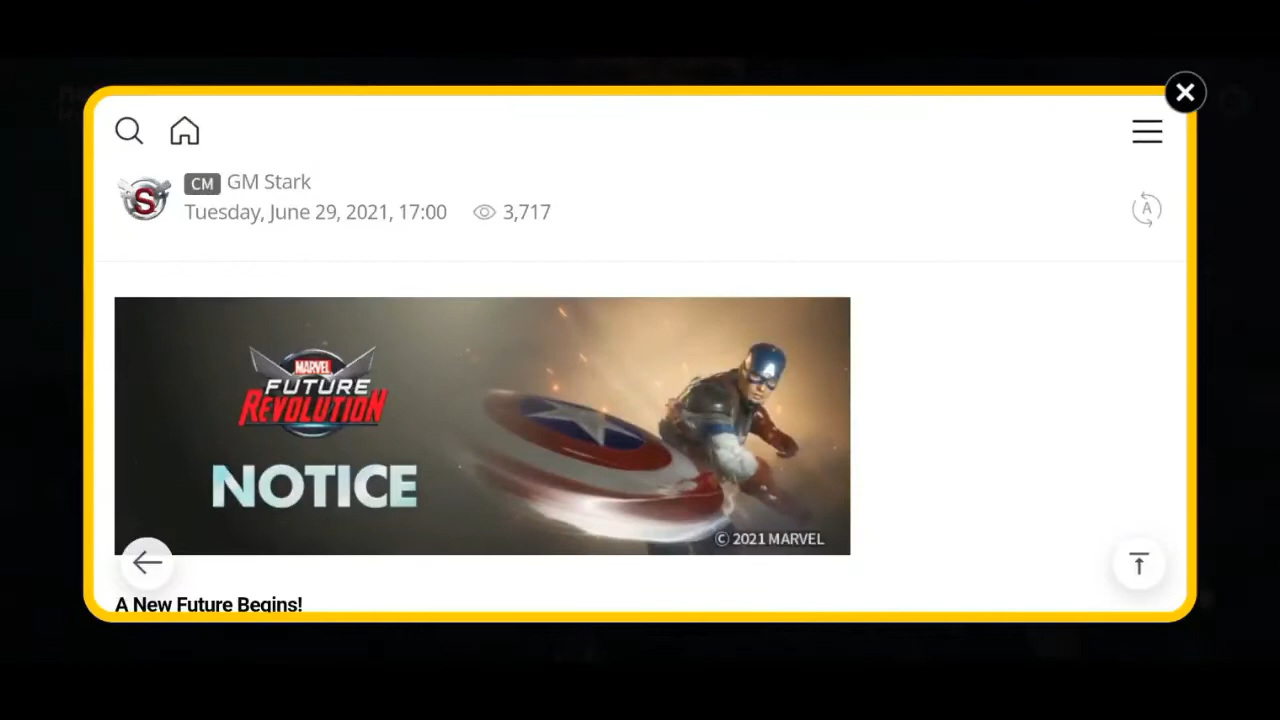 CM GM Stark
Tuesday, June 29, 2021, 17:00 3,717
A
S
MARVEL
FUTURE
REVOLUTION
NOTICE
© 2021 MARVEL
A New Future Begins!